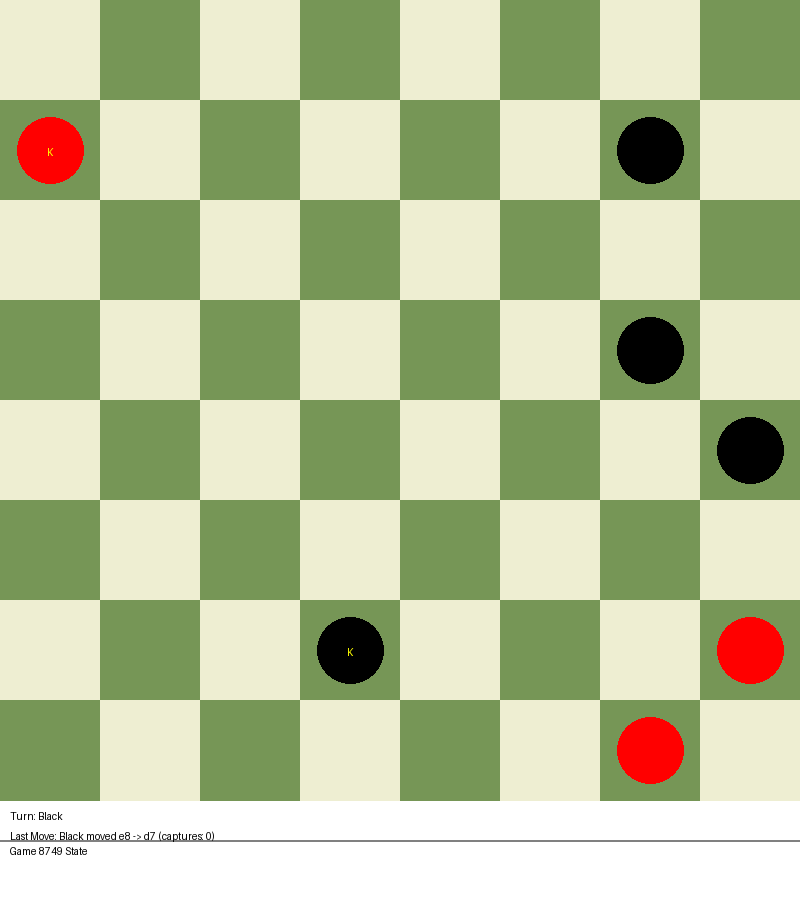 K
K
Turn: Black
Last Move: Black moved e8 -> d7 (captures: 0)
Game 8749 State